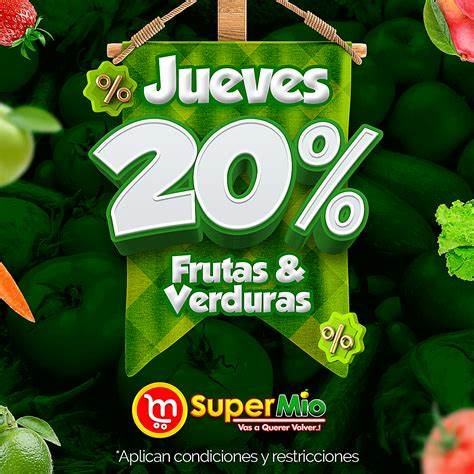 %
Jueves
20%
Frutas &
Verduras
%
m SuperMio
Vas a Querer Volver..!
*Aplican condiciones y restricciones